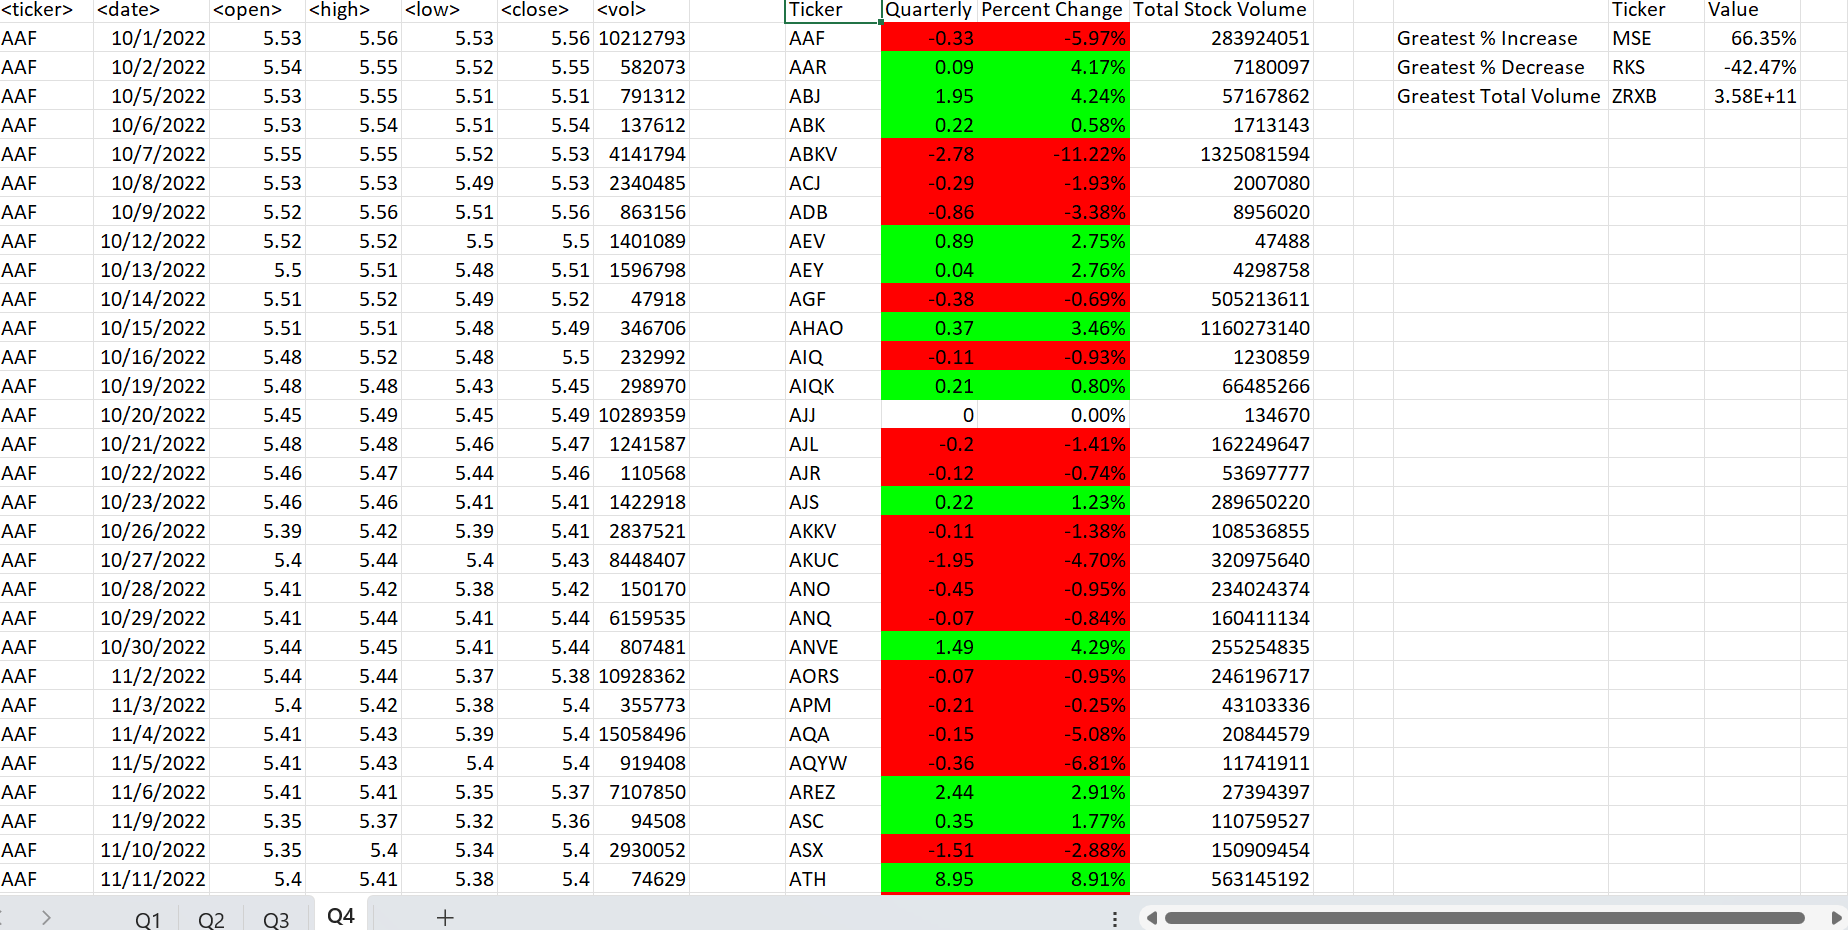 <ticker> <date> <open> <high> <low> <close> <vol> Ticker Quarterly Percent Change Total Stock Volume Ticker Value
AAF 10/1/2022 5.53 5.56 5.53 5.56 10212793 AAF -0.33 -5.97% 283924051 Greatest % Increase MSE 66.35%
AAF 10/2/2022 5.54 5.55 5.52 5.55 582073 AAR 0.09 4.17% 7180097 Greatest % Decrease RKS -42.47%
AAF 10/5/2022 5.53 5.55 5.51 5.51 791312 ABJ 1.95 4.24% 57167862 Greatest Total Volume ZRXB 3.58E+11
AAF 10/6/2022 5.53 5.54 5.51 5.54 137612 ABK 0.22 0.58% 1713143
AAF 10/7/2022 5.55 5.55 5.52 5.53 4141794 ABKV -2.78 -11.22% 1325081594
AAF 10/8/2022 5.53 5.53 5.49 5.53 2340485 ACJ -0.29 -1.93% 2007080
AAF 10/9/2022 5.52 5.56 5.51 5.56 863156 ADB -0.86 -3.38% 8956020
AAF 10/12/2022 5.52 5.52 5.5 5.5 1401089 AEV 0.89 2.75% 47488
AAF 10/13/2022 5.5 5.51 5.48 5.51 1596798 AEY 0.04 2.76% 4298758
AAF 10/14/2022 5.51 5.52 5.49 5.52 47918 AGF -0.38 -0.69% 505213611
AAF 10/15/2022 5.51 5.51 5.48 5.49 346706 AHAO 0.37 3.46% 1160273140
AAF 10/16/2022 5.48 5.52 5.48 5.5 232992 AIQ -0.11 -0.93% 1230859
AAF 10/19/2022 5.48 5.48 5.43 5.45 298970 AIQK 0.21 0.80% 66485266
AAF 10/20/2022 5.45 5.49 5.45 5.49 10289359 AJJ 0 0.00% 134670
AAF 10/21/2022 5.48 5.48 5.46 5.47 1241587 AJL -0.2 -1.41% 162249647
AAF 10/22/2022 5.46 5.47 5.44 5.46 110568 AJR -0.12 -0.74% 53697777
AAF 10/23/2022 5.46 5.46 5.41 5.41 1422918 AJS 0.22 1.23% 289650220
AAF 10/26/2022 5.39 5.42 5.39 5.41 2837521 AKKV -0.11 -1.38% 108536855
AAF 10/27/2022 5.4 5.44 5.4 5.43 8448407 AKUC -1.95 -4.70% 320975640
AAF 10/28/2022 5.41 5.42 5.38 5.42 150170 ANO -0.45 -0.95% 234024374
AAF 10/29/2022 5.41 5.44 5.41 5.44 6159535 ANQ -0.07 -0.84% 160411134
AAF 10/30/2022 5.44 5.45 5.41 5.44 807481 ANVE 1.49 4.29% 255254835
AAF 11/2/2022 5.44 5.44 5.37 5.38 10928362 AORS -0.07 -0.95% 246196717
AAF 11/3/2022 5.4 5.42 5.38 5.4 355773 APM -0.21 -0.25% 43103336
AAF 11/4/2022 5.41 5.43 5.39 5.4 15058496 AQA -0.15 -5.08% 20844579
AAF 11/5/2022 5.41 5.43 5.4 5.4 919408 AQYW -0.36 -6.81% 11741911
AAF 11/6/2022 5.41 5.41 5.35 5.37 7107850 AREZ 2.44 2.91% 27394397
AAF 11/9/2022 5.35 5.37 5.32 5.36 94508 ASC 0.35 1.77% 110759527
AAF 11/10/2022 5.35 5.4 5.34 5.4 2930052 ASX -1.51 -2.88% 150909454
AAF 11/11/2022 5.4 5.41 5.38 5.4 74629 ATH 8.95 8.91% 563145192
Q1 Q2 Q3 Q4